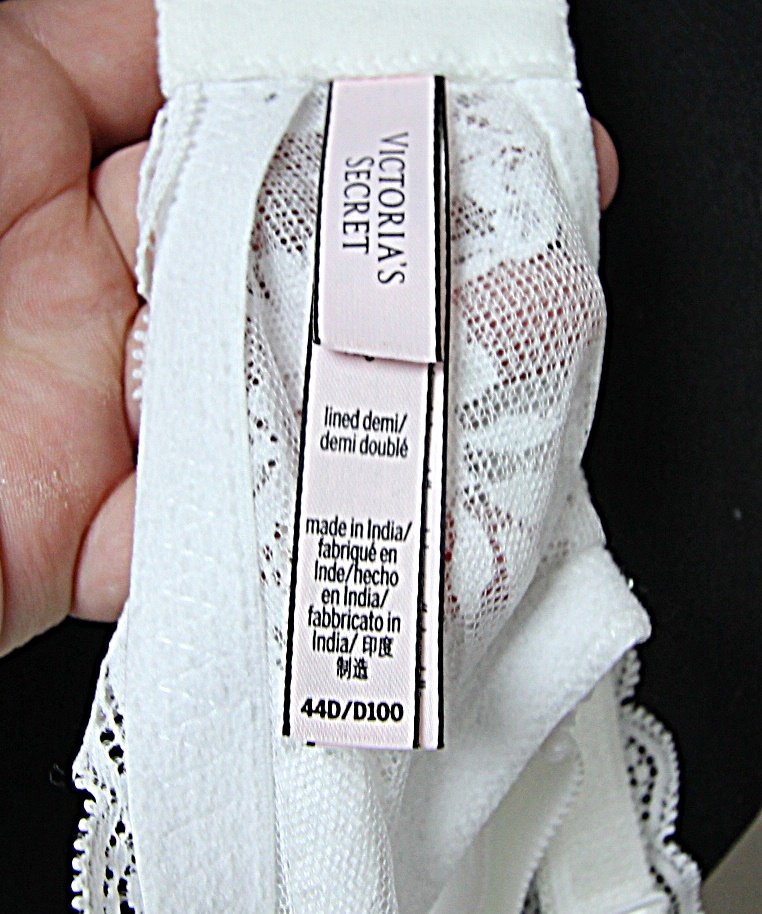 VICTORIA'S
SECRET
lined demi/
demi doublé
made in India/
fabriqué en
Inde/hecho
en India/
fabbricato in
India/ 印度
制造
44D/D100